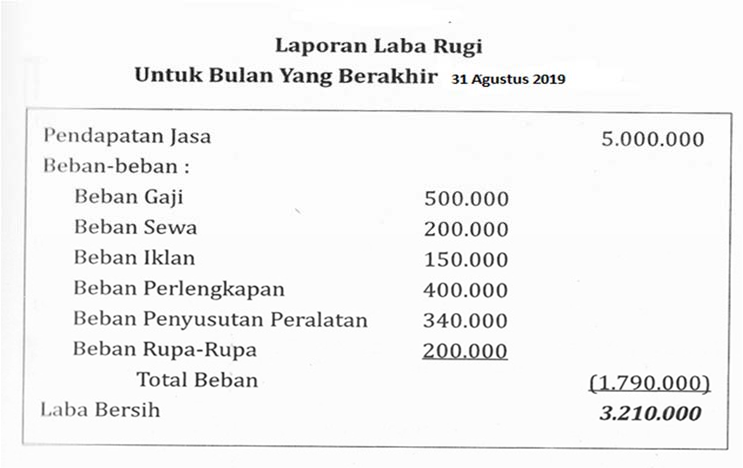 Laporan Laba Rugi
Untuk Bulan Yang Berakhir 31 Agustus 2019
Pendapatan Jasa 5.000.000
Beban-beban :
Beban Gaji 500.000
Beban Sewa 200.000
Beban Iklan 150.000
Beban Perlengkapan 400.000
Beban Penyusutan Peralatan 340.000
Beban Rupa-Rupa 200.000
Total Beban (1.790.000)
Laba Bersih 3.210.000